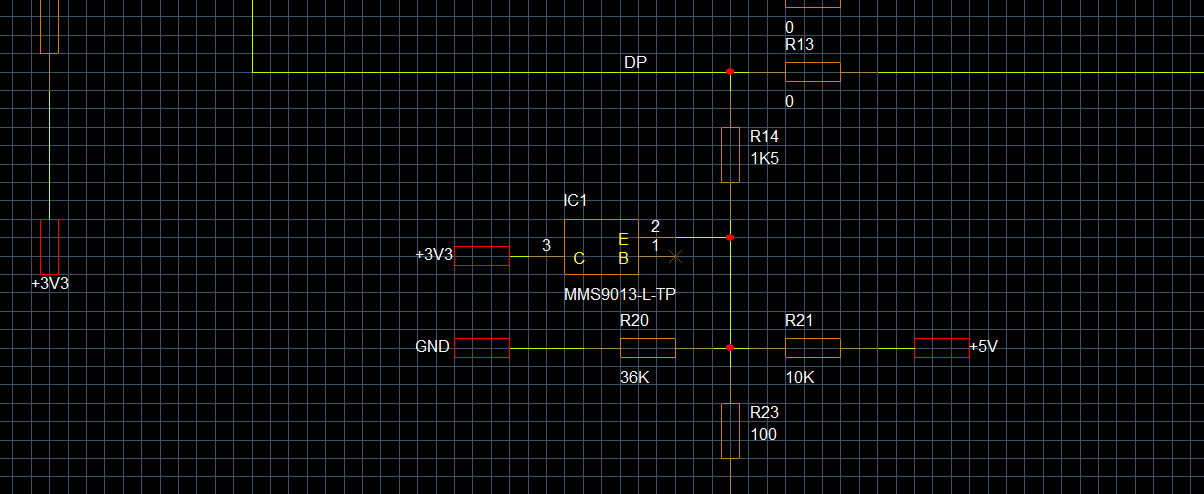 0
R13
DP
0
R14
1K5
IC1
2
E
3
1
+3V3
C
B
+3V3
MMS9013-L-TP
R20
R21
GND
+5V
36K
10K
R23
100